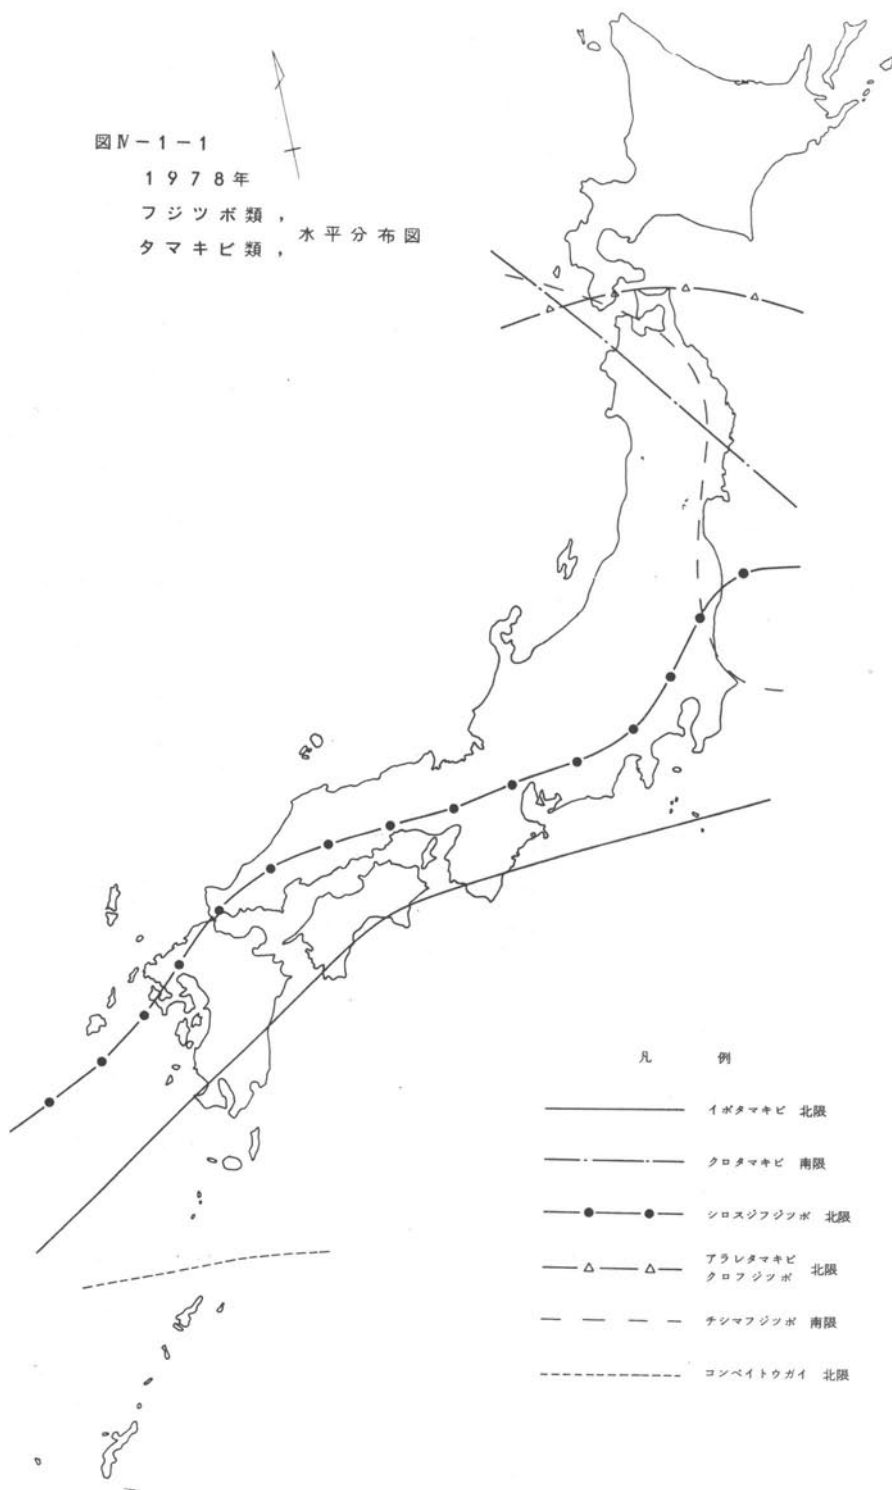 図Ⅳ-1-1
1978年
フジツボ類,
タマキビ類,
水平分布図
凡 例
イボタマキビ 北限
クロタマキビ 南限
シロスジフジツボ 北限
アラレタマキビ
クロフジツボ 北限
チシマフジツボ 南限
コンペイトウガイ 北限